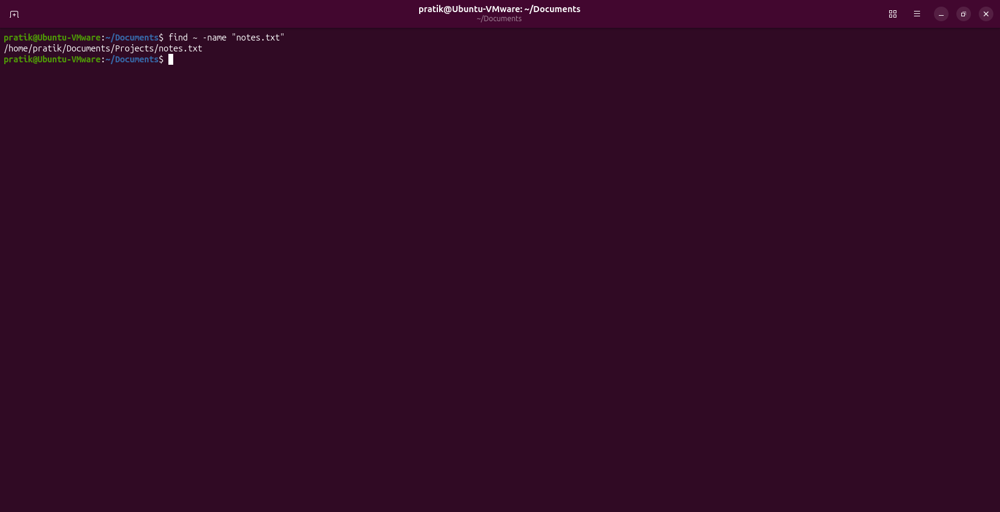 pratik@Ubuntu-VMware: ~/Documents
~/Documents
pratik@Ubuntu-VMware:~/Documents$ find ~ -name "notes.txt"
/home/pratik/Documents/Projects/notes.txt
pratik@Ubuntu-VMware:~/Documents$